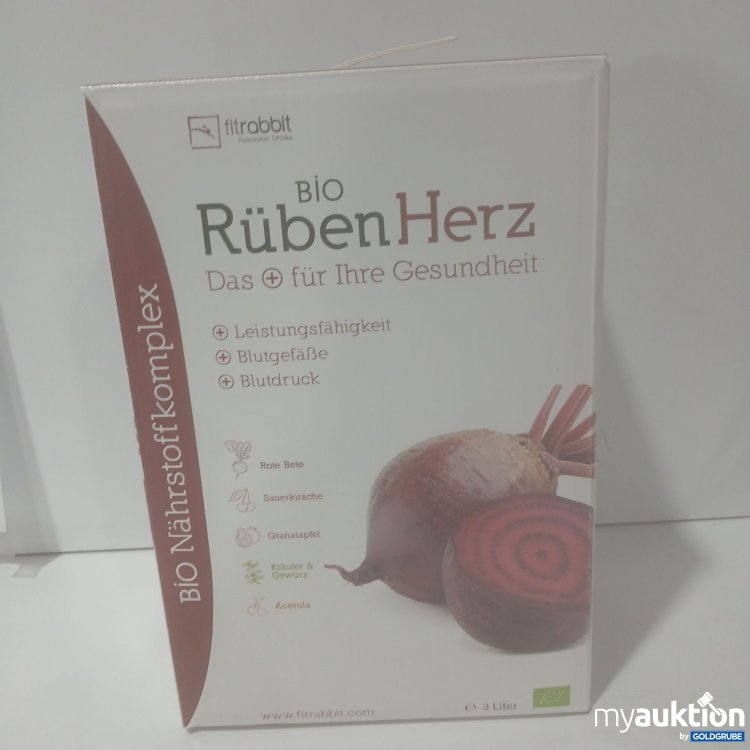 fitrabbit
Functional Drinks
BiO
RübenHerz
Das + für Ihre Gesundheit
+ Leistungsfähigkeit
+ Blutgefäße
+ Blutdruck
BiO Nährstoffkomplex
Rote Bete
Sauerkirsche
Granatapfel
Kräuter &
Gewürz
Acerola
www.fitrabbit.com
℮ 3 Liter
myauktion
by GOLDGRUBE